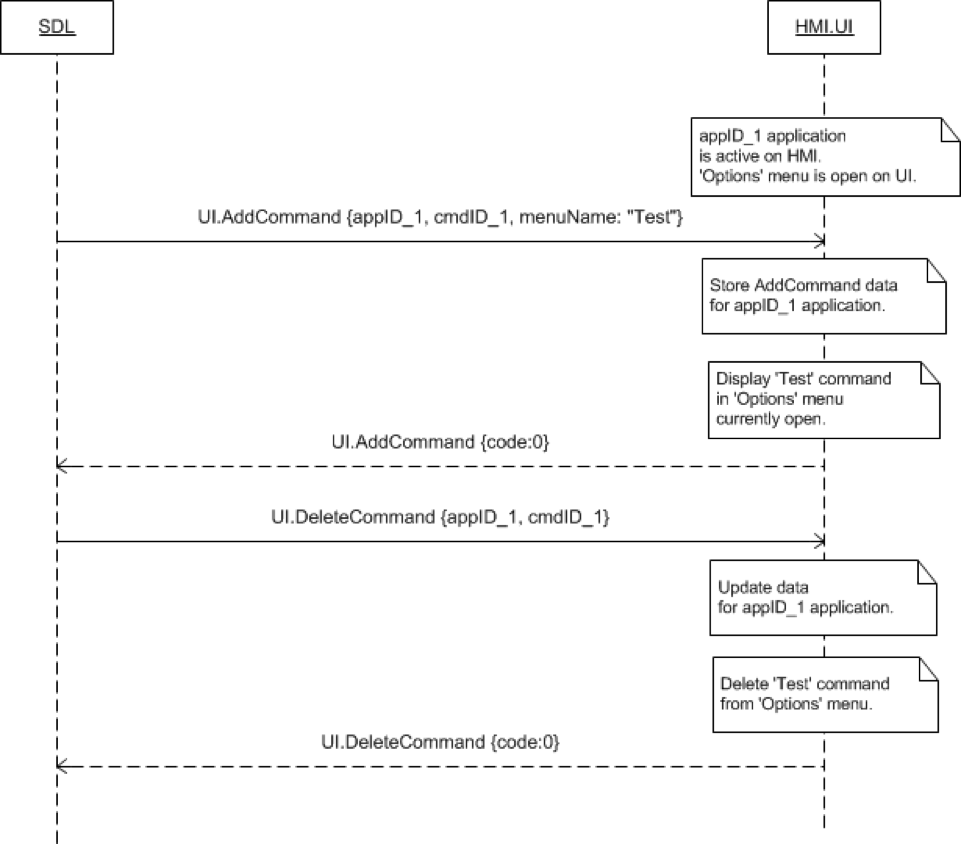 SDL
HMI.UI
appID_1 application
is active on HMI.
'Options' menu is open on UI.
UI.AddCommand {appID_1, cmdID_1, menuName: "Test"}
Store AddCommand data
for appID_1 application.
Display 'Test' command
in 'Options' menu
currently open.
UI.AddCommand {code:0}
UI.DeleteCommand {appID_1, cmdID_1}
Update data
for appID_1 application.
Delete 'Test' command
from 'Options' menu.
UI.DeleteCommand {code:0}